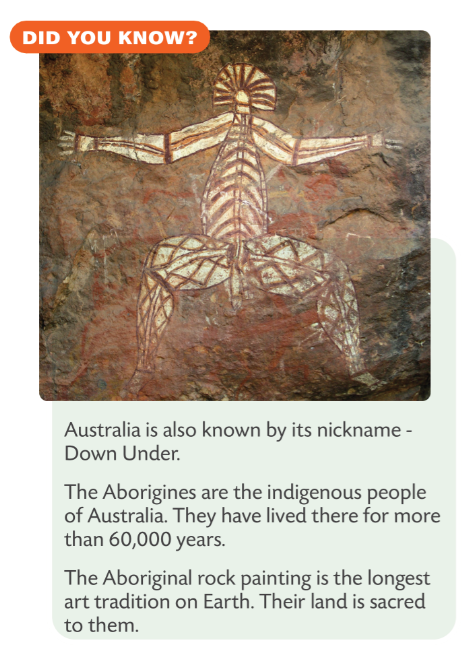 DID YOU KNOW?
Australia is also known by its nickname -
Down Under.
The Aborigines are the indigenous people
of Australia. They have lived there for more
than 60,000 years.
The Aboriginal rock painting is the longest
art tradition on Earth. Their land is sacred
to them.